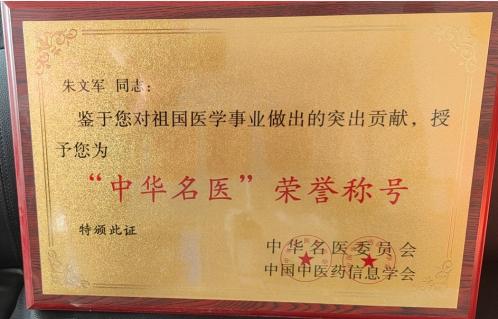 朱文军 同志：
鉴于您对祖国医学事业做出的突出贡献，授
予您为
“中华名医”荣誉称号
特颁此证
中华名医委员会
中国中医药信息学会